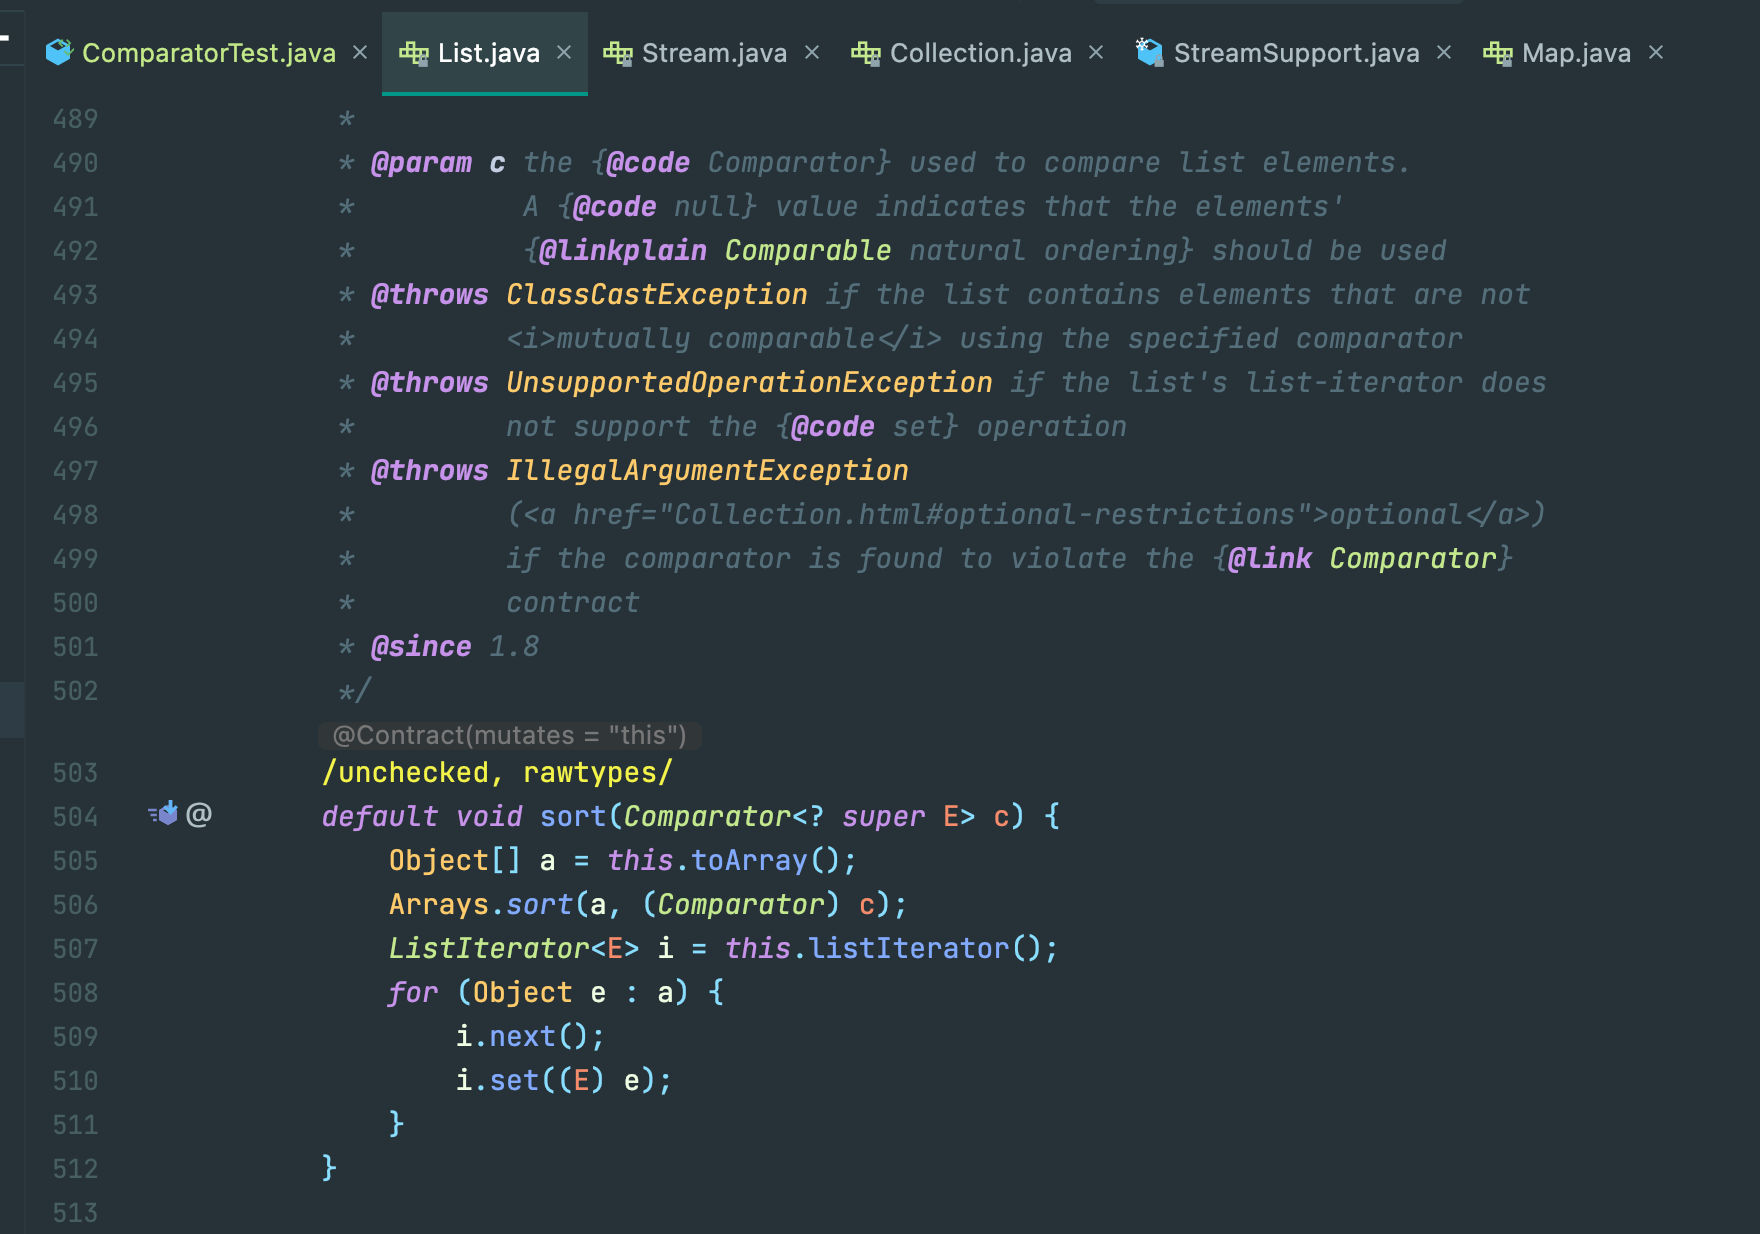 ComparatorTest.java × List.java × Stream.java × Collection.java × StreamSupport.java × Map.java ×
489 *
490 * @param c the {@code Comparator} used to compare list elements.
491 * A {@code null} value indicates that the elements'
492 * {@linkplain Comparable natural ordering} should be used
493 * @throws ClassCastException if the list contains elements that are not
494 * <i>mutually comparable</i> using the specified comparator
495 * @throws UnsupportedOperationException if the list's list-iterator does
496 * not support the {@code set} operation
497 * @throws IllegalArgumentException
498 * (<a href="Collection.html#optional-restrictions">optional</a>)
499 * if the comparator is found to violate the {@link Comparator}
500 * contract
501 * @since 1.8
502 */
@Contract(mutates = "this")
503 /unchecked, rawtypes/
504 @ default void sort(Comparator<? super E> c) {
505 Object[] a = this.toArray();
506 Arrays.sort(a, (Comparator) c);
507 ListIterator<E> i = this.listIterator();
508 for (Object e : a) {
509 i.next();
510 i.set((E) e);
511 }
512 }
513